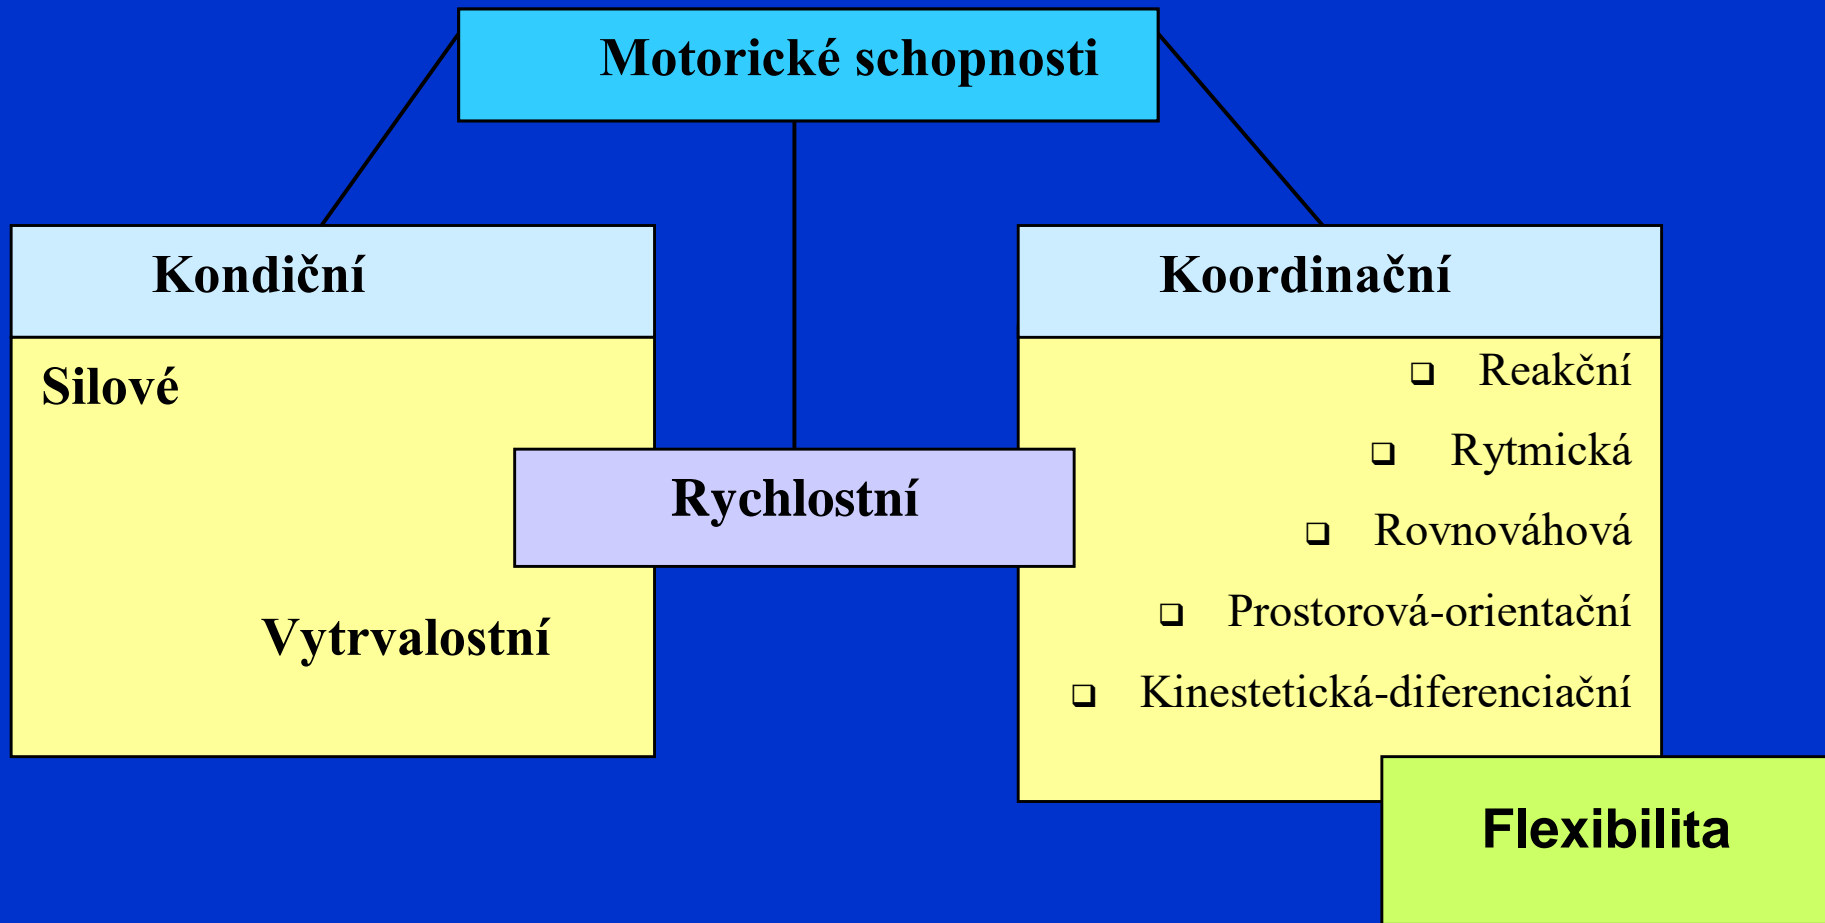 Motorické schopnosti
Kondiční
Silové
Vytrvalostní
Rychlostní
Koordinační
❑ Reakční
❑ Rytmická
❑ Rovnováhová
❑ Prostorová-orientační
❑ Kinestetická-diferenciační
Flexibilita